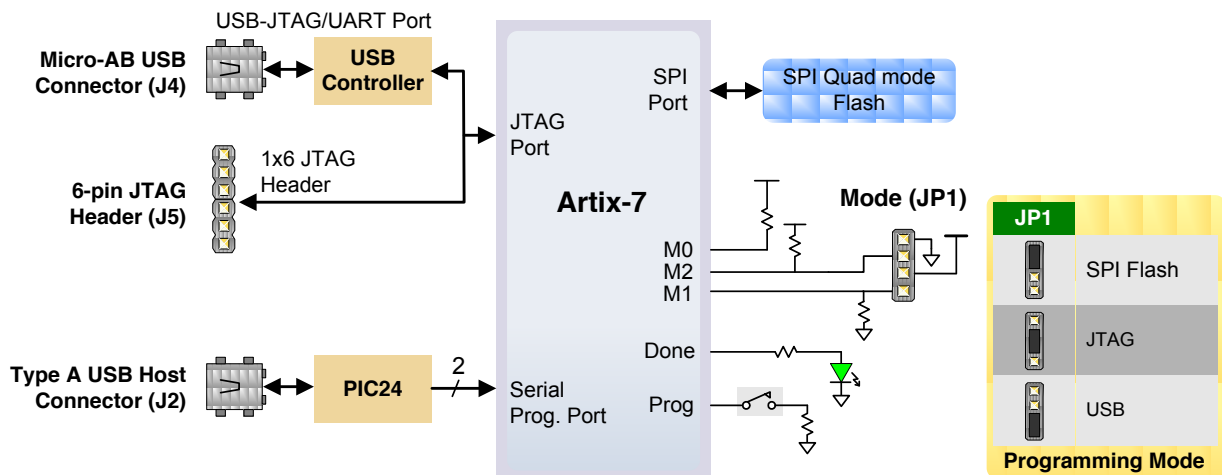 USB-JTAG/UART Port
Micro-AB USB
Connector (J4)
USB
Controller
6-pin JTAG
Header (J5)
1x6 JTAG
Header
Type A USB Host
Connector (J2)
PIC24
2
JTAG
Port
Serial
Prog. Port
Artix-7
SPI
Port
M0
M2
M1
Done
Prog
SPI Quad mode
Flash
Mode (JP1)
JP1
SPI Flash
JTAG
USB
Programming Mode